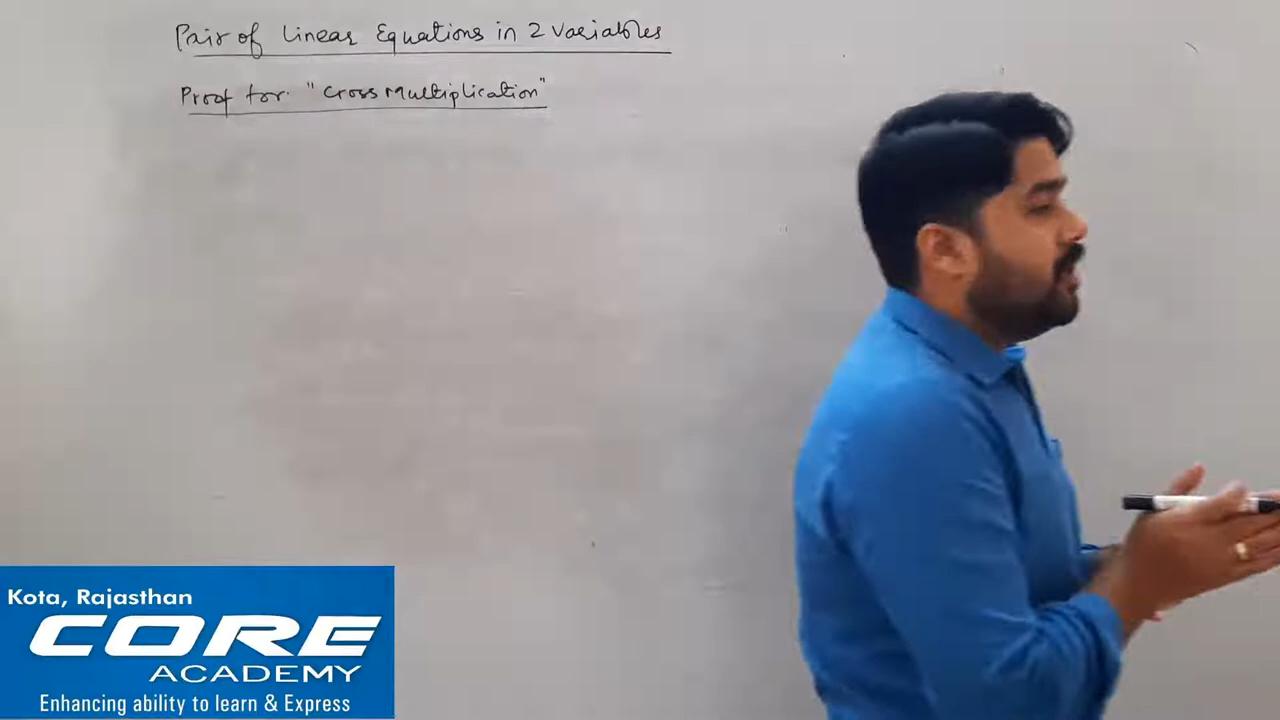 Pair of Linear Equations in 2 Variables
Proof for "Cross Multiplication"
Kota, Rajasthan
CORE
ACADEMY
Enhancing ability to learn & Express